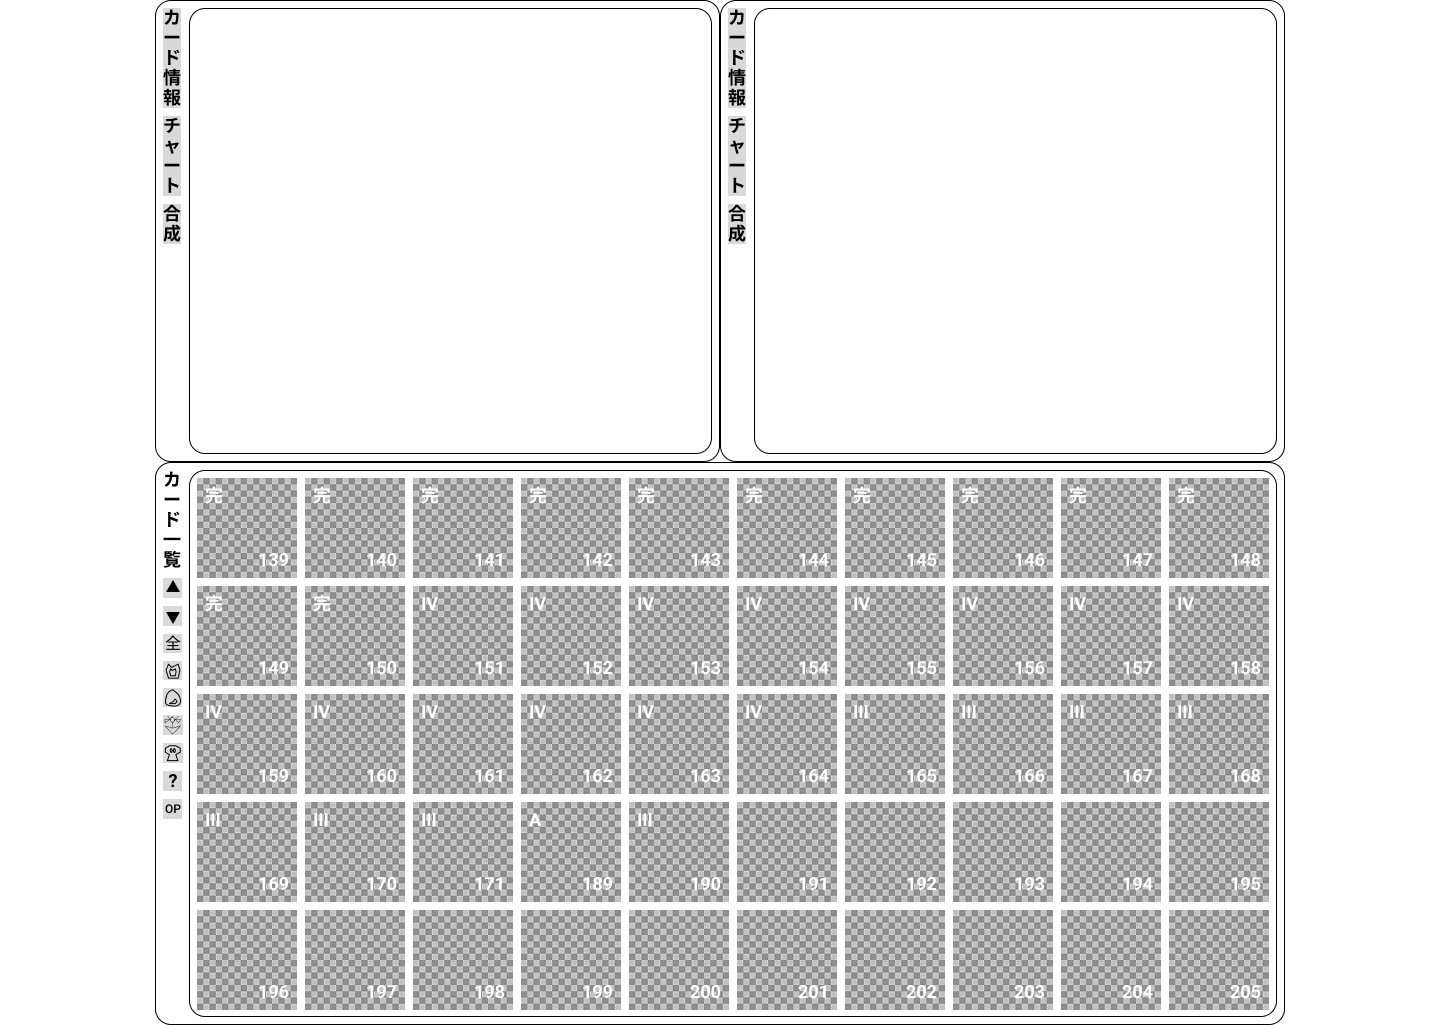 カード情報
チャート
合成
カード情報
チャート
合成
カード一覧
▲
▼
全
?
OP
完 完 完 完 完 完 完 完 完 完
139 140 141 142 143 144 145 146 147 148
完 完 IV IV IV IV IV IV IV IV
149 150 151 152 153 154 155 156 157 158
IV IV IV IV IV IV III III III III
159 160 161 162 163 164 165 166 167 168
III III III A III
169 170 171 189 190 191 192 193 194 195
196 197 198 199 200 201 202 203 204 205